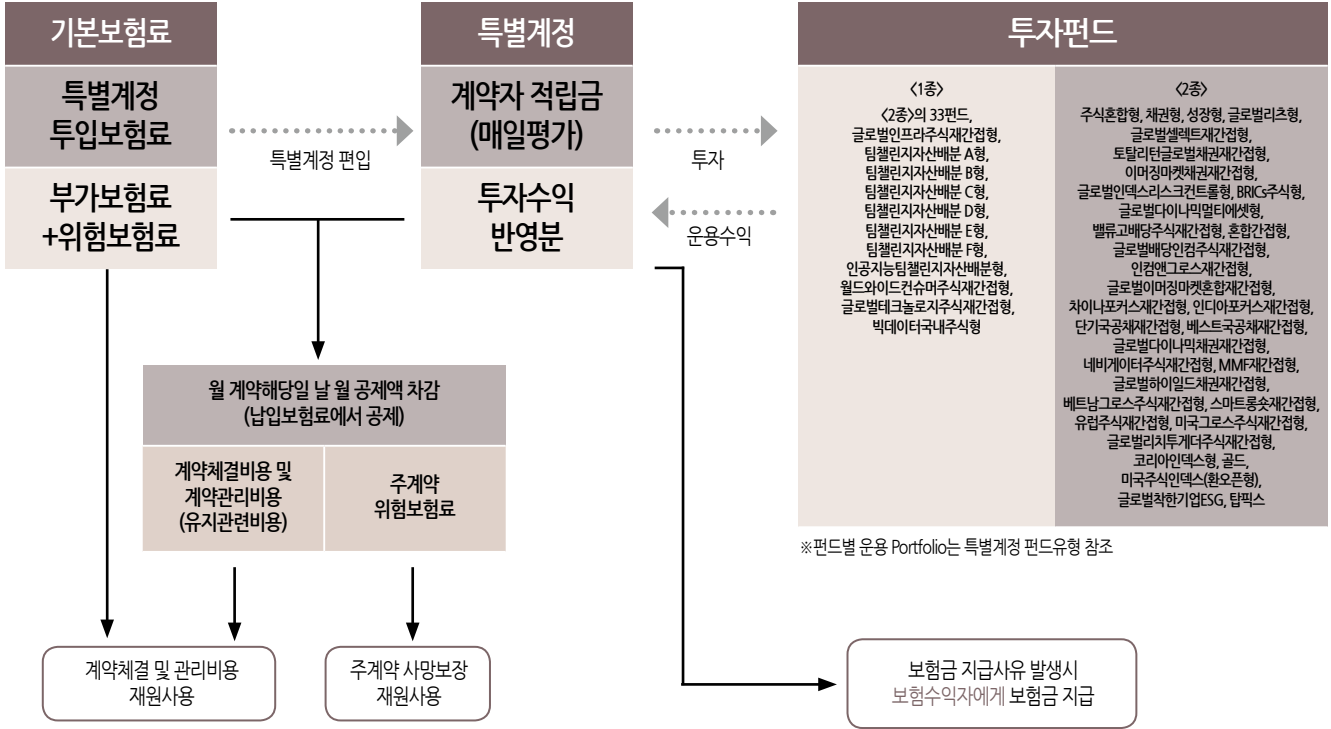 기본보험료
특별계정
투입보험료
부가보험료
+위험보험료
특별계정 편입
특별계정
계약자 적립금
(매일평가)
투자수익
반영분
투자
운용수익
투자펀드
<1종>
<2종>의 33펀드,
글로벌인프라주식재간접형,
팀챌린지자산배분 A형,
팀챌린지자산배분 B형,
팀챌린지자산배분 C형,
팀챌린지자산배분 D형,
팀챌린지자산배분 E형,
팀챌린지자산배분 F형,
인공지능팀챌린지자산배분형,
월드와이드컨슈머주식재간접형,
글로벌테크놀로지주식재간접형,
빅데이터국내주식형
<2종>
주식혼합형, 채권형, 성장형, 글로벌리츠형,
글로벌셀렉트재간접형,
토탈리턴글로벌채권재간접형,
이머징마켓채권재간접형,
글로벌인덱스리스크컨트롤형, BRICs주식형,
글로벌다이나믹멀티에셋형,
밸류고배당주식재간접형, 혼합간접형,
글로벌배당인컴주식재간접형,
인컴앤그로스재간접형,
글로벌이머징마켓혼합재간접형,
차이나포커스재간접형, 인디아포커스재간접형,
단기국공채재간접형, 베스트국공채재간접형,
글로벌다이나믹채권재간접형,
네비게이터주식재간접형, MMF재간접형,
글로벌하이일드채권재간접형,
베트남그로스주식재간접형, 스마트롱숏재간접형,
유럽주식재간접형, 미국그로스주식재간접형,
글로벌리치투게더주식재간접형,
코리아인덱스형, 골드,
미국주식인덱스(환오픈형),
글로벌착한기업ESG, 탑픽스
※펀드별 운용 Portfolio는 특별계정 펀드유형 참조
월 계약해당일 날 월 공제액 차감
(납입보험료에서 공제)
계약체결비용 및
계약관리비용
(유지관련비용)
주계약
위험보험료
계약체결 및 관리비용
재원사용
주계약 사망보장
재원사용
보험금 지급사유 발생시
보험수익자에게 보험금 지급